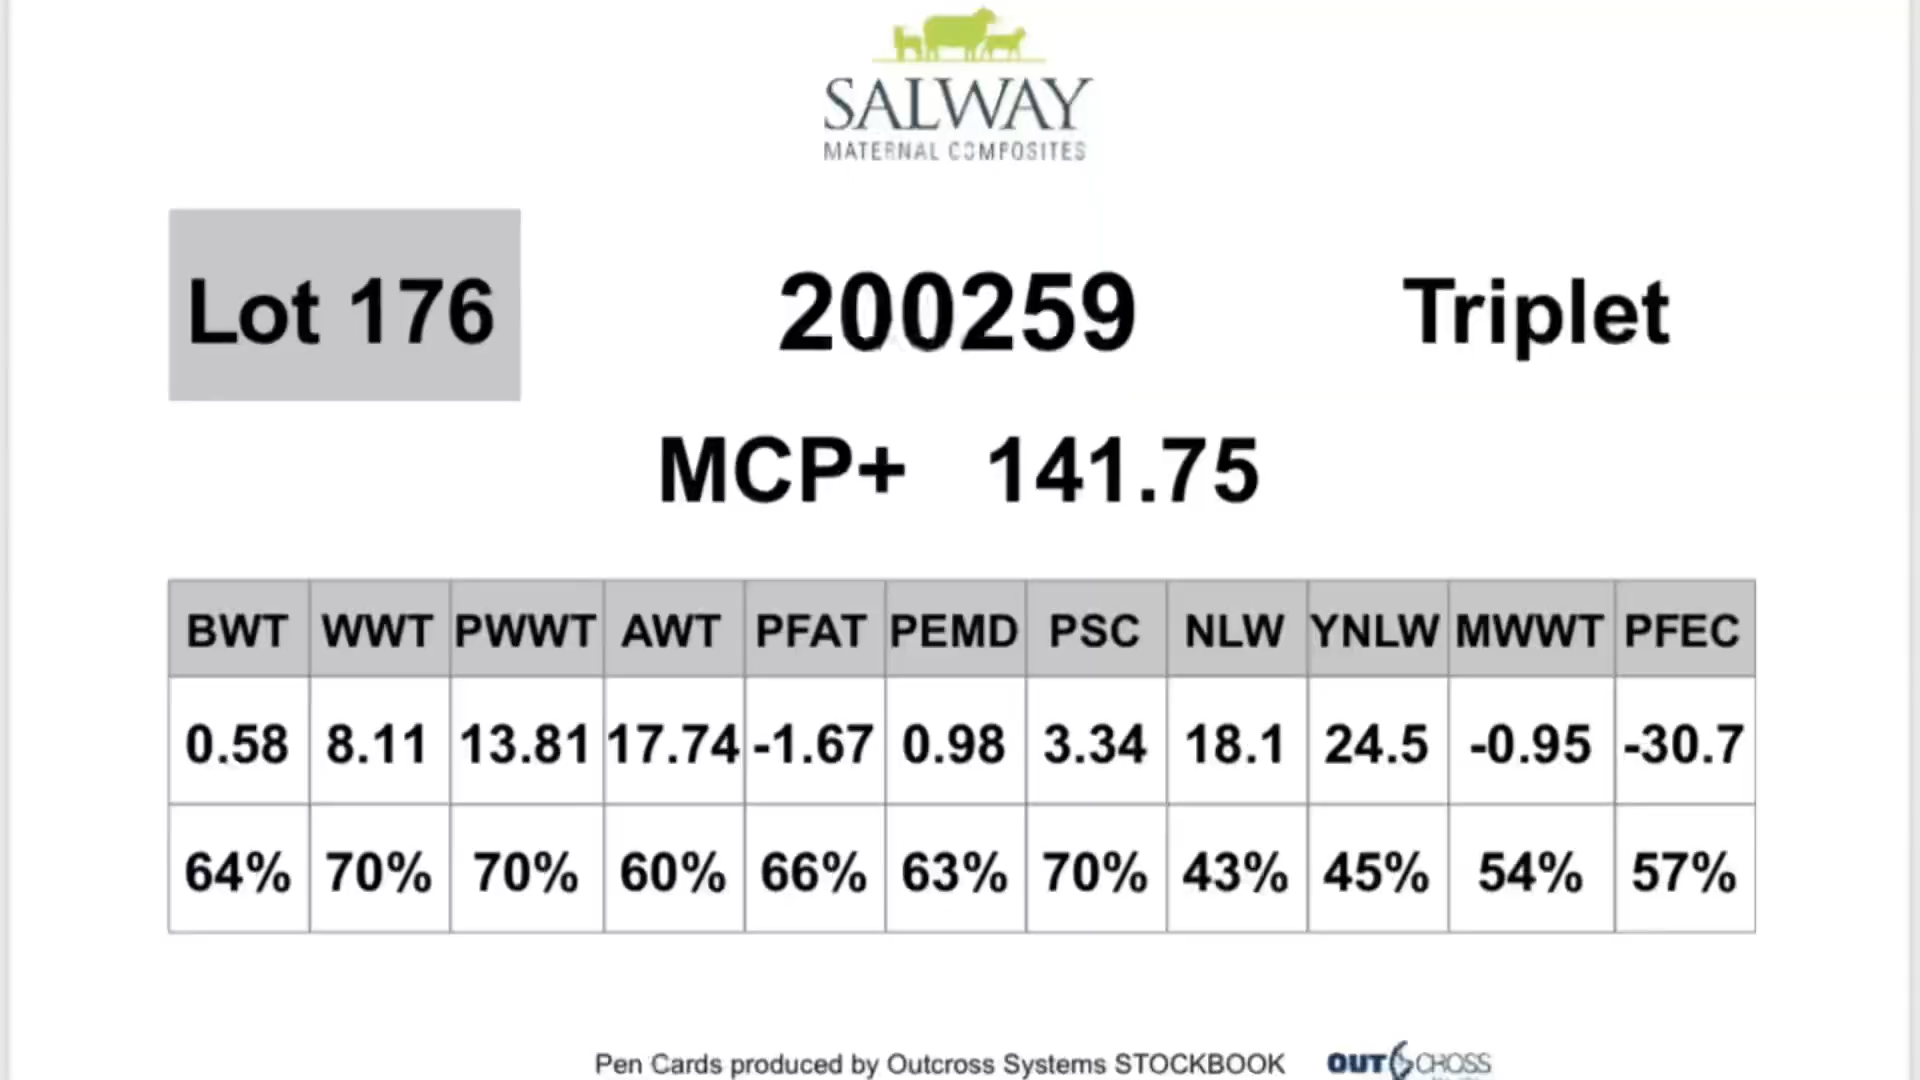 SALWAY
MATERNAL COMPOSITES
Lot 176 200259 Triplet
MCP+ 141.75
BWT WWT PWWT AWT PFAT PEMD PSC NLW YNLW MWWT PFEC
0.58 8.11 13.81 17.74 -1.67 0.98 3.34 18.1 24.5 -0.95 -30.7
64% 70% 70% 60% 66% 63% 70% 43% 45% 54% 57%
Pen Cards produced by Outcross Systems STOCKBOOK OUTCROSS